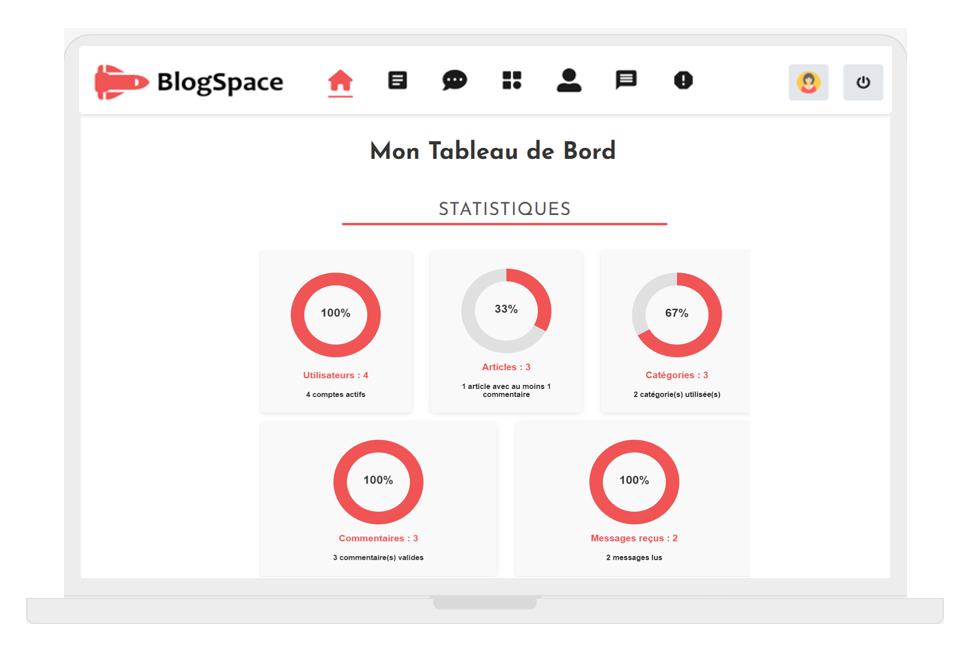 BlogSpace
Mon Tableau de Bord
STATISTIQUES
100%
Utilisateurs : 4
4 comptes actifs
33%
Articles : 3
1 article avec au moins 1
commentaire
67%
Catégories : 3
2 catégorie(s) utilisée(s)
100%
Commentaires : 3
3 commentaire(s) valides
100%
Messages reçus : 2
2 messages lus